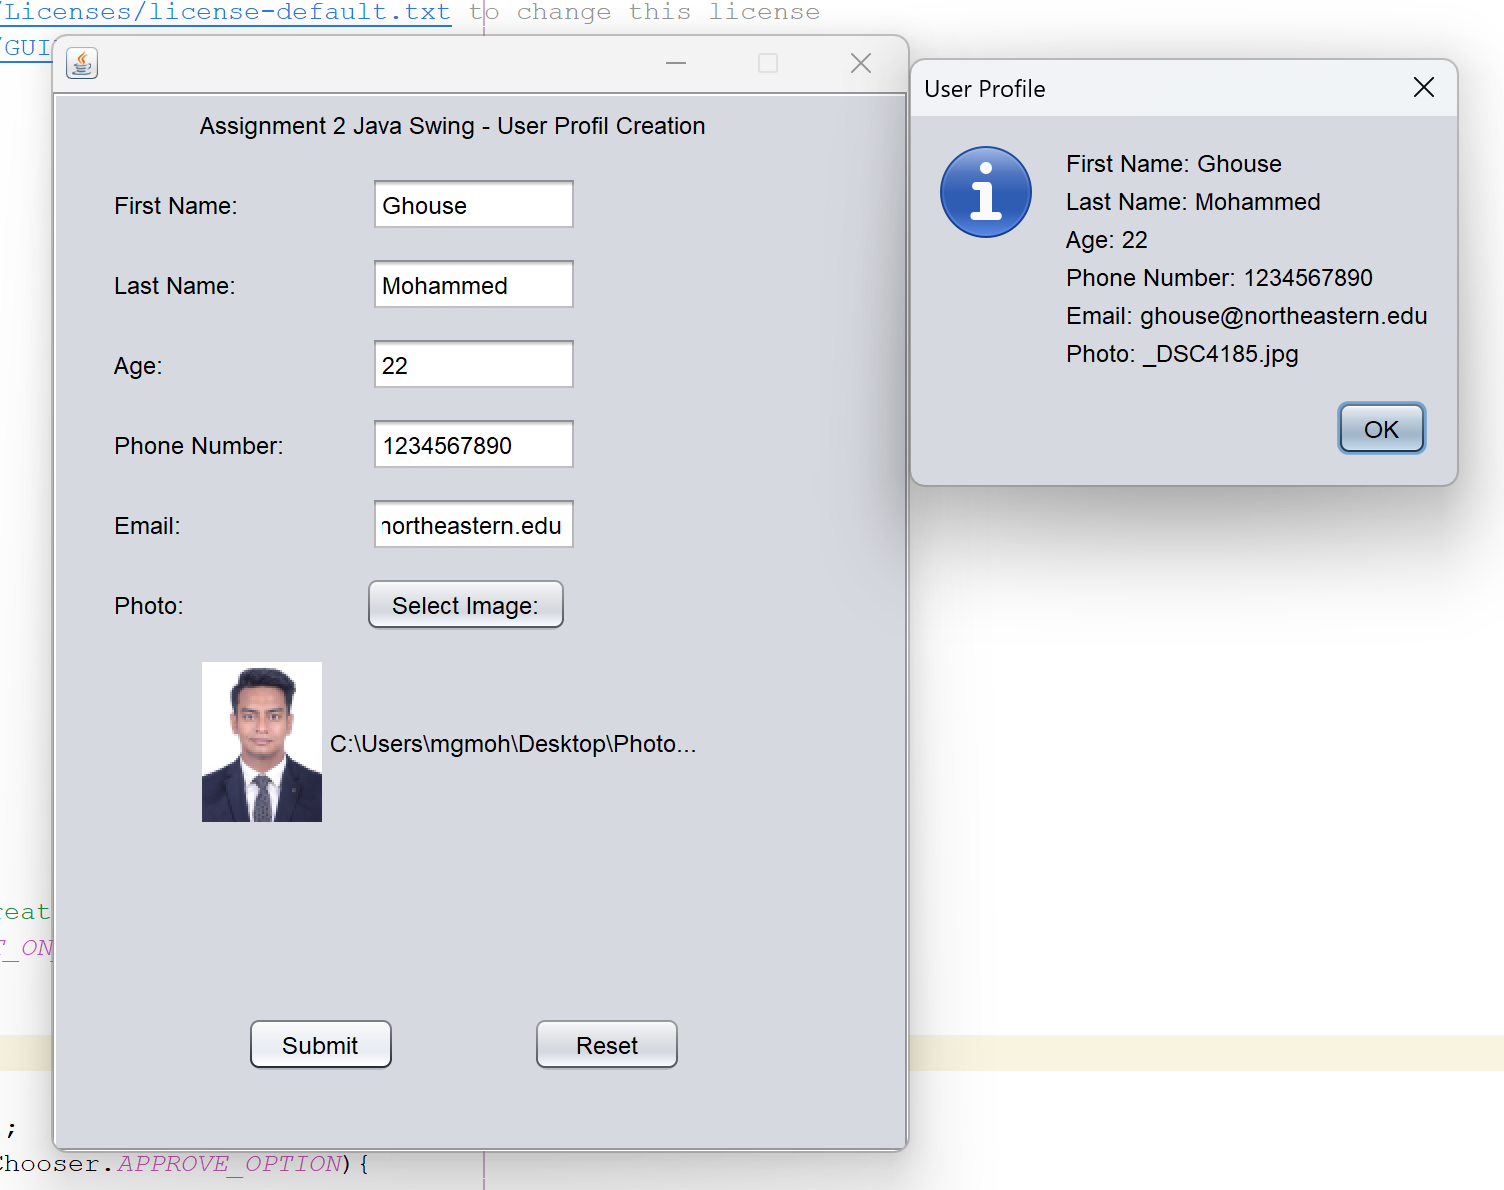 /Licenses/license-default.txt to change this license
/GUI
Assignment 2 Java Swing - User Profil Creation
First Name:
Ghouse
Last Name:
Mohammed
Age:
22
Phone Number:
1234567890
Email:
northeastern.edu
Photo:
Select Image:
C:\Users\mgmoh\Desktop\Photo...
Submit
Reset
User Profile
First Name: Ghouse
Last Name: Mohammed
Age: 22
Phone Number: 1234567890
Email: ghouse@northeastern.edu
Photo: _DSC4185.jpg
OK
reat
T_ON
);
Chooser.APPROVE_OPTION){